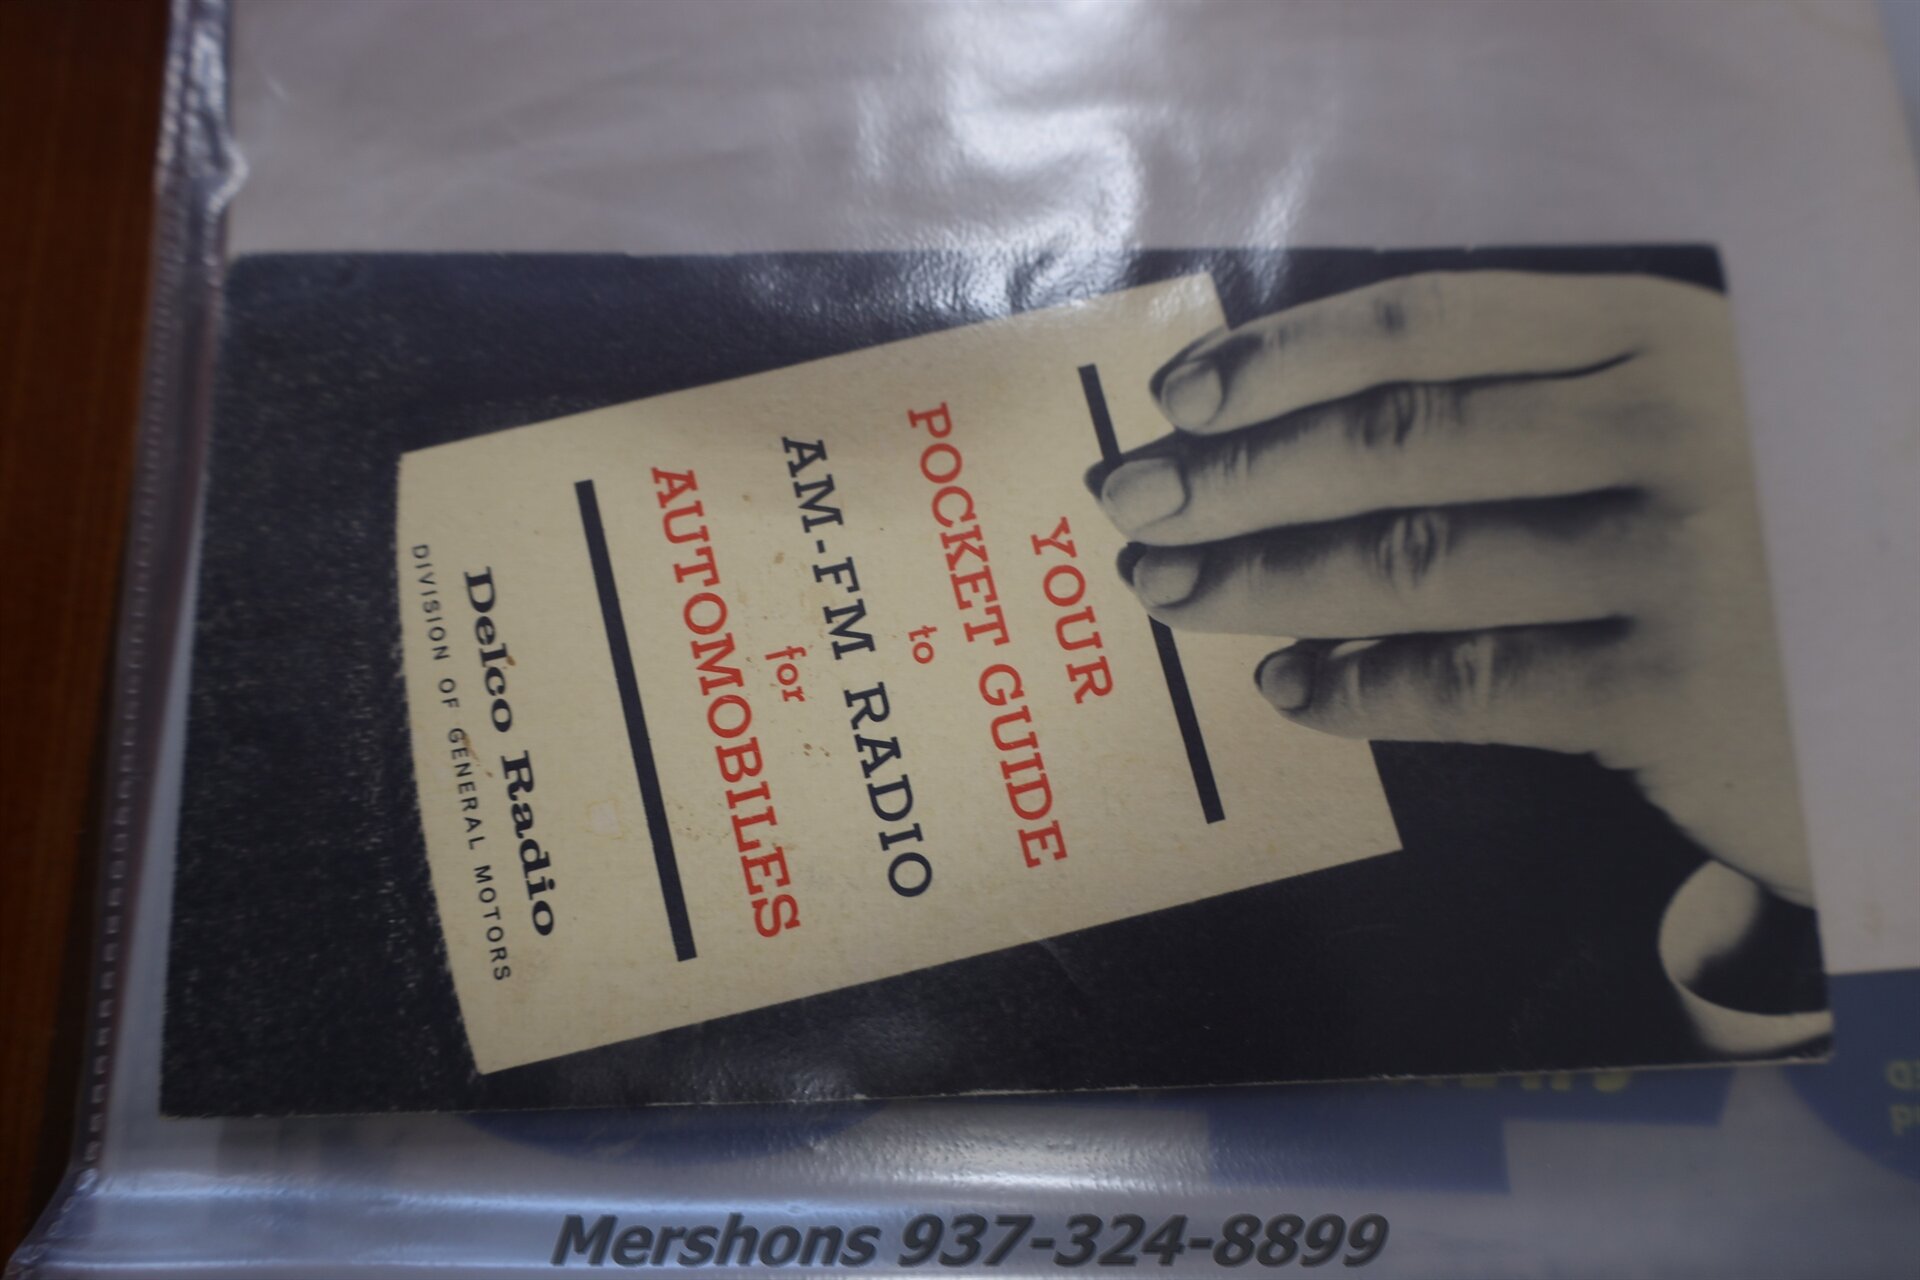 YOUR
POCKET GUIDE
to
AM-FM RADIO
for
AUTOMOBILES
Delco Radio
DIVISION OF GENERAL MOTORS
Mershons 937-324-8899